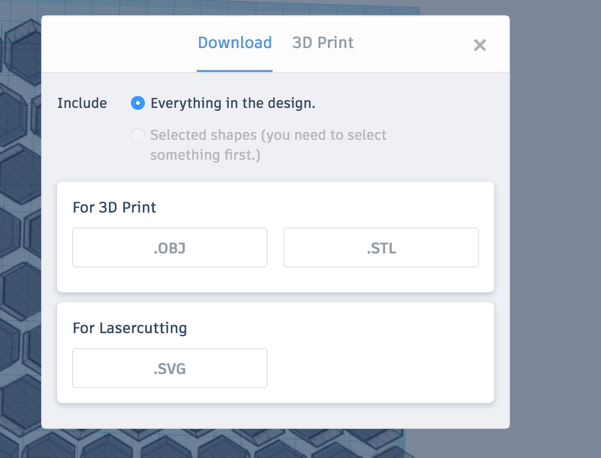 Download 3D Print
Include Everything in the design.
Selected shapes (you need to select
something first.)
For 3D Print
.OBJ .STL
For Lasercutting
.SVG